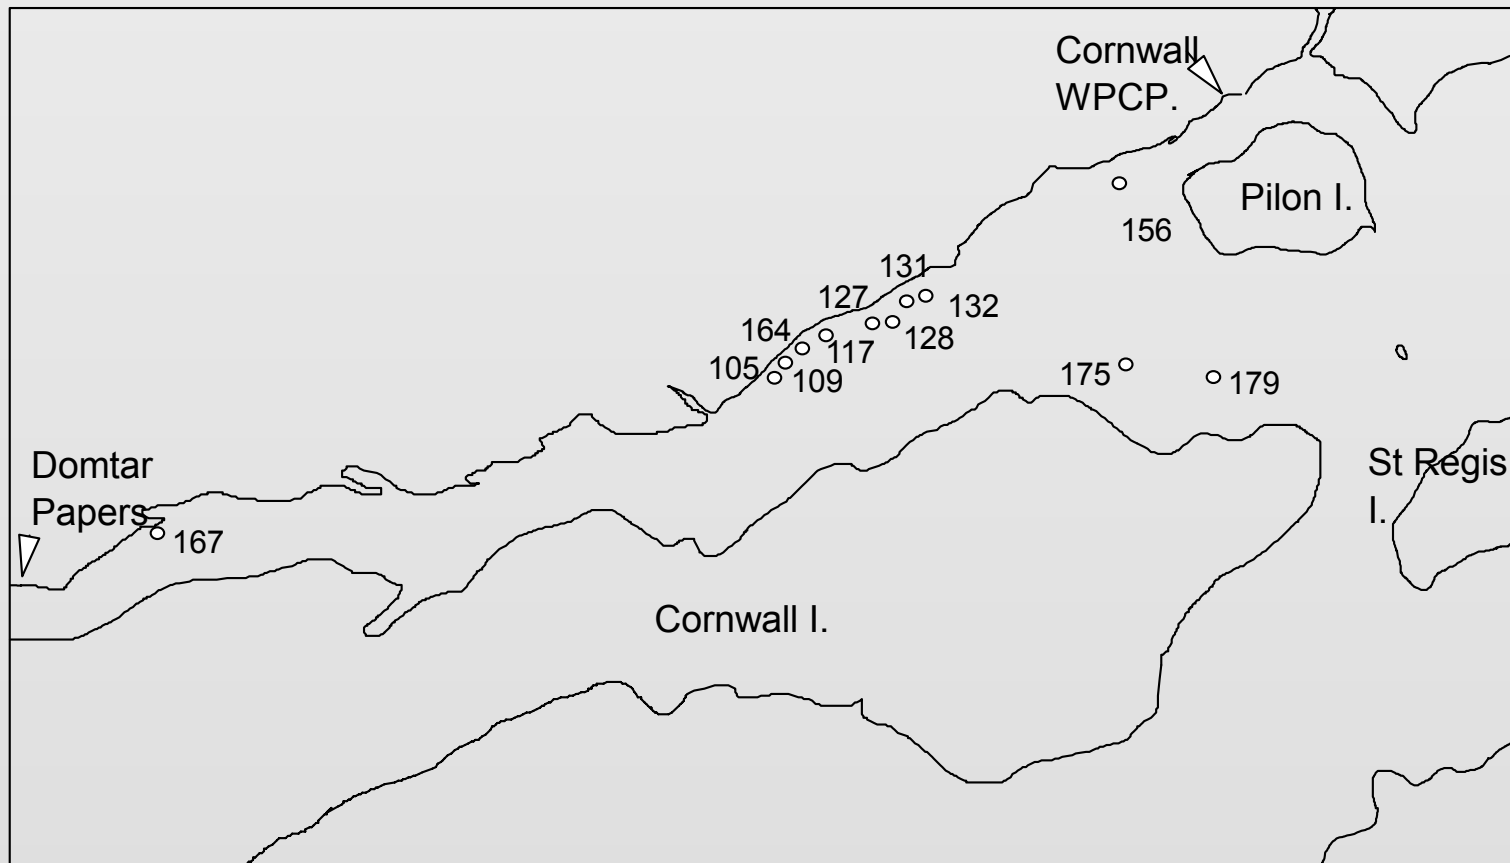 Cornwall
WPCP.
Pilon I.
156
131
127
132
164
117
128
105
109
175
179
Domtar
Papers
St Regis
I.
167
Cornwall I.